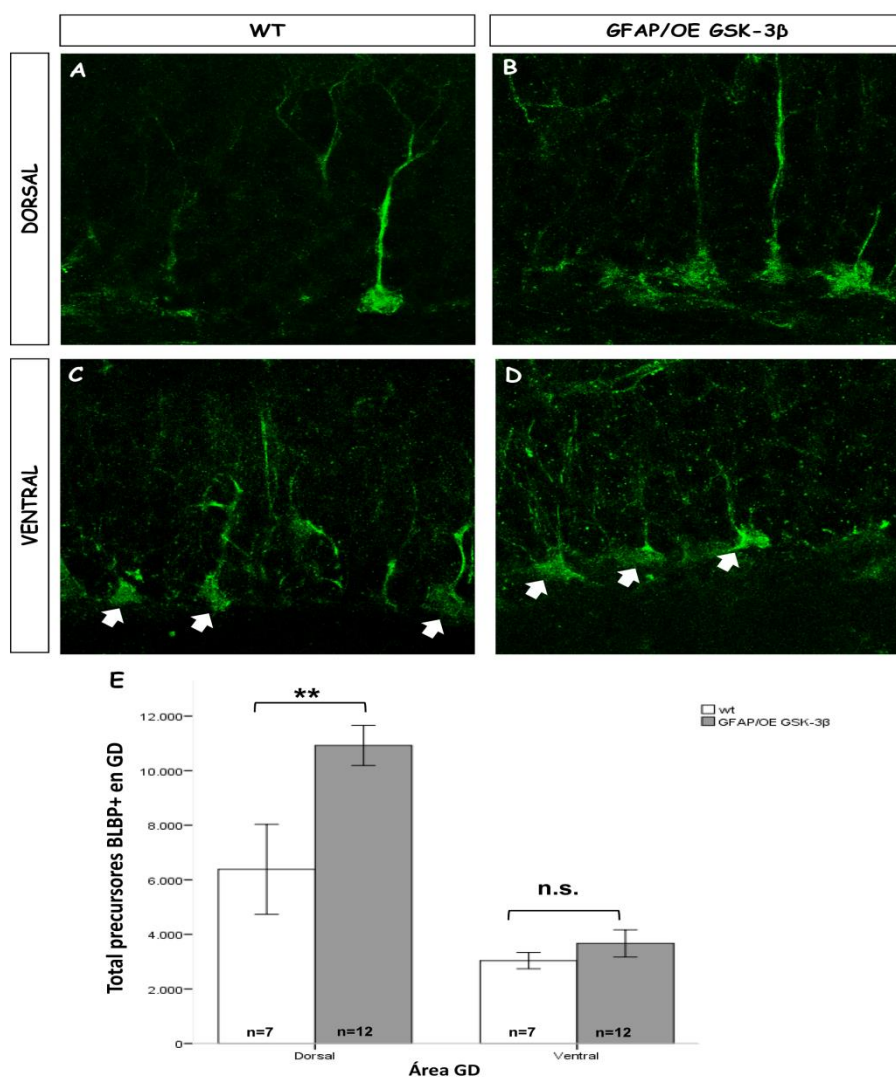 WT
GFAP/OE GSK-3β
DORSAL
A
B
VENTRAL
C
D
E
**
n.s.
wt
GFAP/OE GSK-3β
Total precursores BLBP+ en GD
12.000
10.000
8.000
6.000
4.000
2.000
0
n=7
n=12
n=7
n=12
Dorsal
Ventral
Área GD